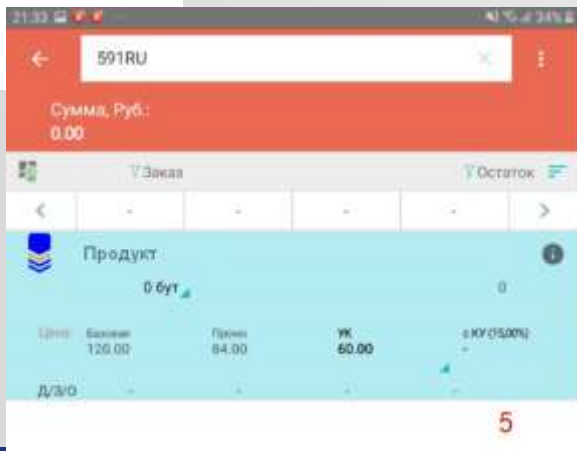 21:33 34%
591RU
Сумма, Руб.:
0.00
Заказ Остаток
- - - -
Продукт
0 бут 0
Цена: Базовая Промо УК с КУ (15,00%)
120.00 84.00 60.00 -
Д/З/О - - - -
5